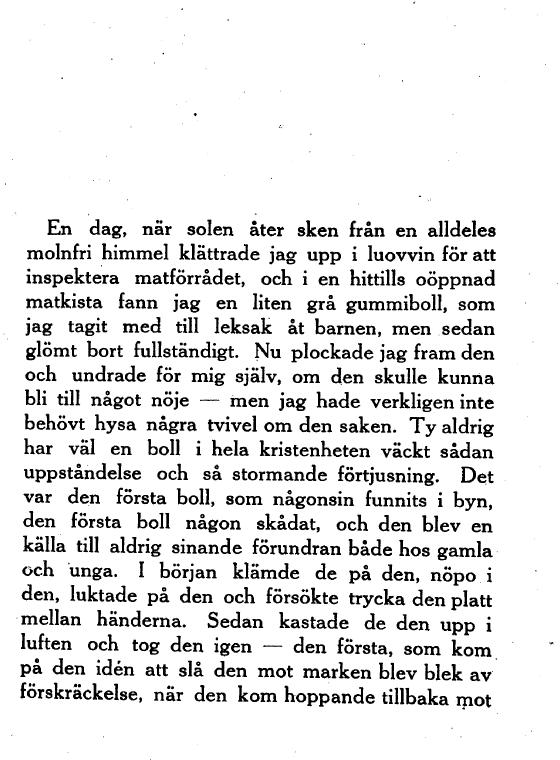 En dag, när solen åter sken från en alldeles
molnfri himmel klättrade jag upp i luovvin för att
inspektera matförrådet, och i en hittills oöppnad
matkista fann jag en liten grå gummiboll, som
jag tagit med till leksak åt barnen, men sedan
glömt bort fullständigt. Nu plockade jag fram den
och undrade för mig själv, om den skulle kunna
bli till något nöje — men jag hade verkligen inte
behövt hysa några tvivel om den saken. Ty aldrig
har väl en boll i hela kristenheten väckt sådan
uppståndelse och så stormande förtjusning. Det
var den första boll, som någonsin funnits i byn,
den första boll någon skådat, och den blev en
källa till aldrig sinande förundran både hos gamla
och unga. I början klämde de på den, nöpo i
den, luktade på den och försökte trycka den platt
mellan händerna. Sedan kastade de den upp i
luften och tog den igen — den första, som kom
på den idén att slå den mot marken blev blek av
förskräckelse, när den kom hoppande tillbaka mot